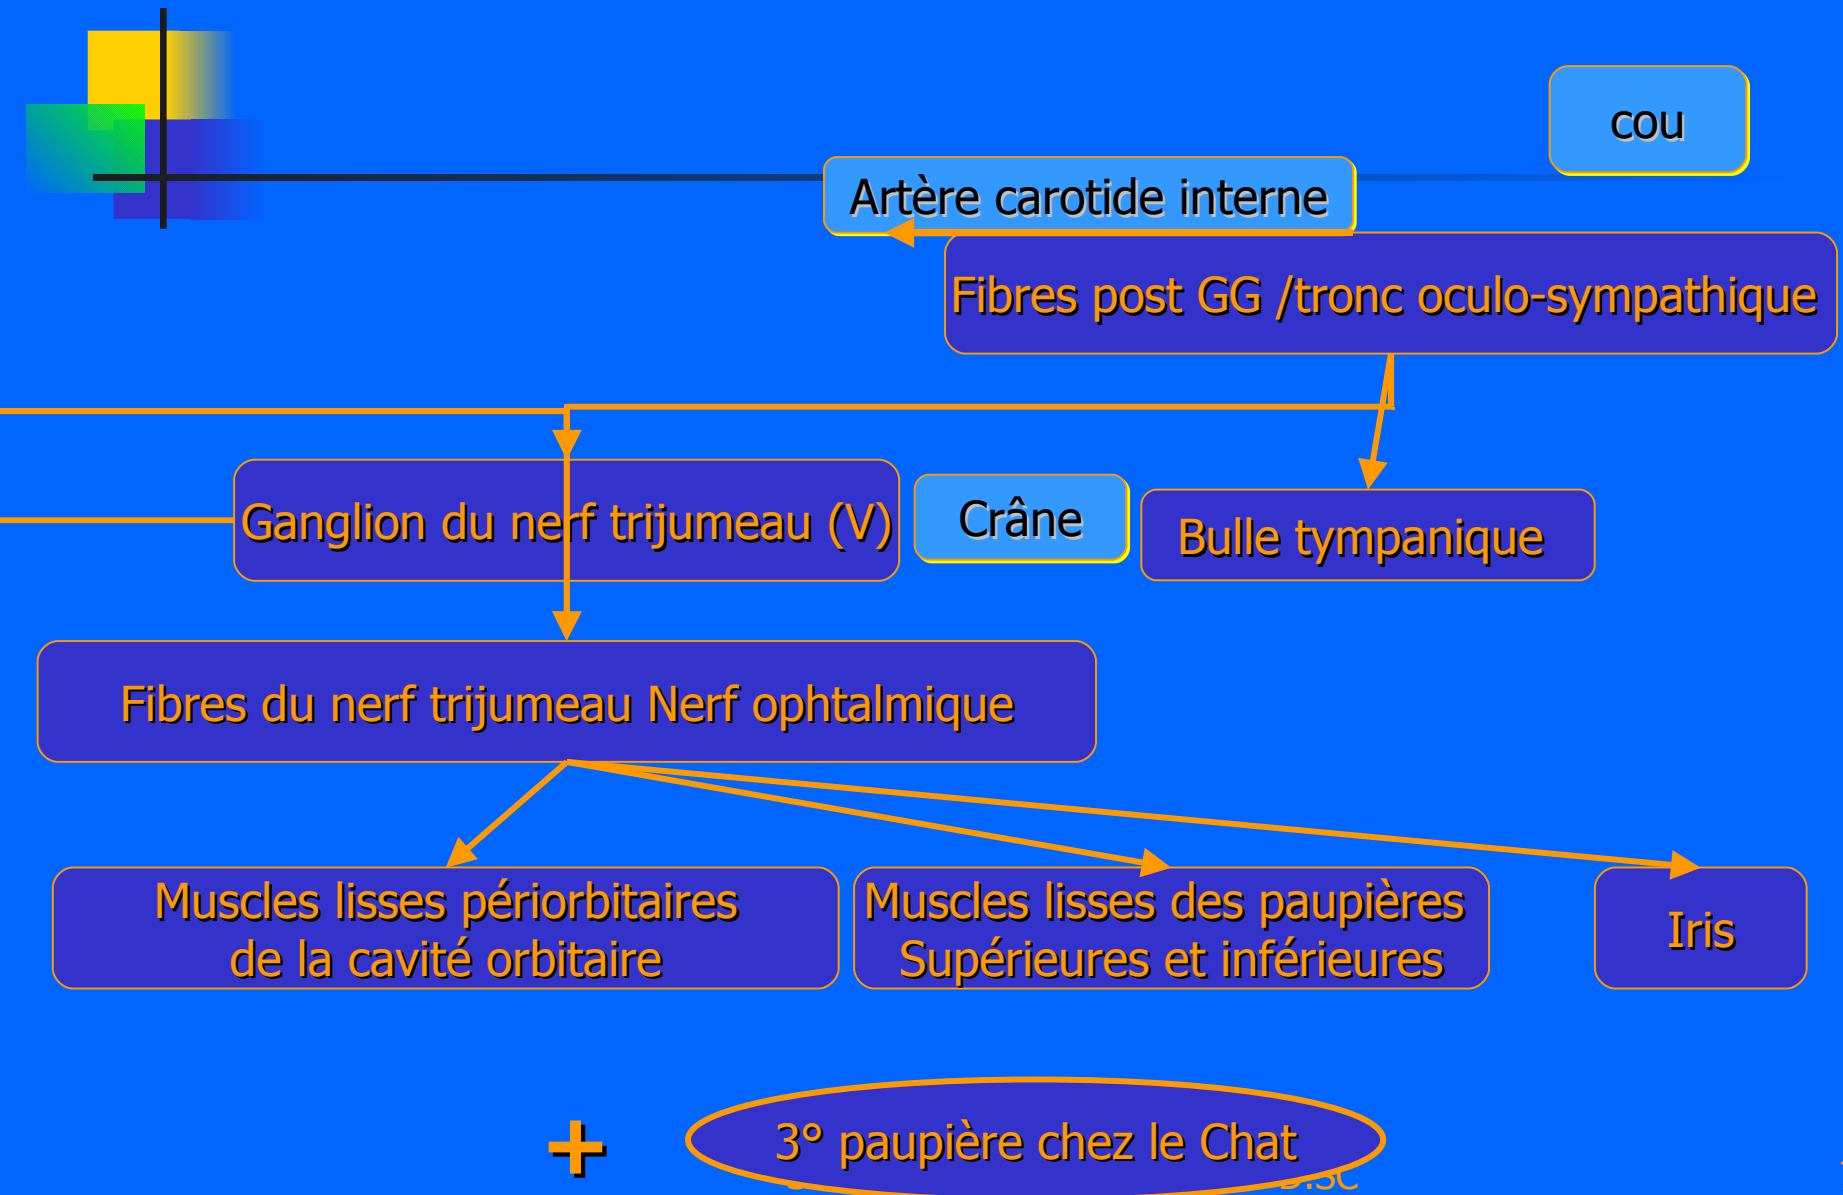 cou
Artère carotide interne
Fibres post GG /tronc oculo-sympathique
Ganglion du nerf trijumeau (V)
Crâne
Bulle tympanique
Fibres du nerf trijumeau Nerf ophtalmique
Muscles lisses périorbitaires
de la cavité orbitaire
Muscles lisses des paupières
Supérieures et inférieures
Iris
+
3° paupière chez le Chat